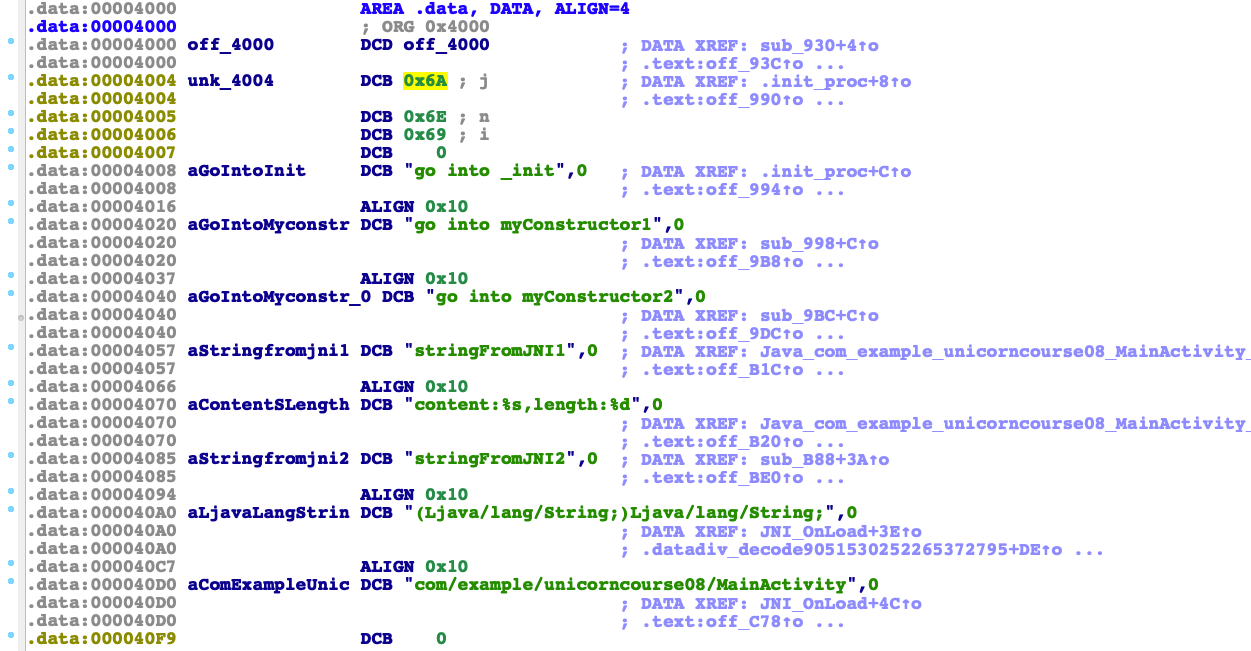 .data:00004000 AREA .data, DATA, ALIGN=4
.data:00004000 ; ORG 0x4000
.data:00004000 off_4000 DCD off_4000 ; DATA XREF: sub_930+4↑o
.data:00004000 ; .text:off_93C↑o ...
.data:00004004 unk_4004 DCB 0x6A ; j ; DATA XREF: .init_proc+8↑o
.data:00004004 ; .text:off_990↑o ...
.data:00004005 DCB 0x6E ; n
.data:00004006 DCB 0x69 ; i
.data:00004007 DCB 0
.data:00004008 aGoIntoInit DCB "go into _init",0 ; DATA XREF: .init_proc+C↑o
.data:00004008 ; .text:off_994↑o ...
.data:00004016 ALIGN 0x10
.data:00004020 aGoIntoMyconstr DCB "go into myConstructor1",0
.data:00004020 ; DATA XREF: sub_998+C↑o
.data:00004020 ; .text:off_9B8↑o ...
.data:00004037 ALIGN 0x10
.data:00004040 aGoIntoMyconstr_0 DCB "go into myConstructor2",0
.data:00004040 ; DATA XREF: sub_9BC+C↑o
.data:00004040 ; .text:off_9DC↑o ...
.data:00004057 aStringfromjni1 DCB "stringFromJNI1",0 ; DATA XREF: Java_com_example_unicorncourse08_MainActivity_
.data:00004057 ; .text:off_B1C↑o ...
.data:00004066 ALIGN 0x10
.data:00004070 aContentSLength DCB "content:%s,length:%d",0
.data:00004070 ; DATA XREF: Java_com_example_unicorncourse08_MainActivity_
.data:00004070 ; .text:off_B20↑o ...
.data:00004085 aStringfromjni2 DCB "stringFromJNI2",0 ; DATA XREF: sub_B88+3A↑o
.data:00004085 ; .text:off_BE0↑o ...
.data:00004094 ALIGN 0x10
.data:000040A0 aLjavaLangStrin DCB "(Ljava/lang/String;)Ljava/lang/String;",0
.data:000040A0 ; DATA XREF: JNI_OnLoad+3E↑o
.data:000040A0 ; .datadiv_decode9051530252265372795+DE↑o ...
.data:000040C7 ALIGN 0x10
.data:000040D0 aComExampleUnic DCB "com/example/unicorncourse08/MainActivity",0
.data:000040D0 ; DATA XREF: JNI_OnLoad+4C↑o
.data:000040D0 ; .text:off_C78↑o ...
.data:000040F9 DCB 0